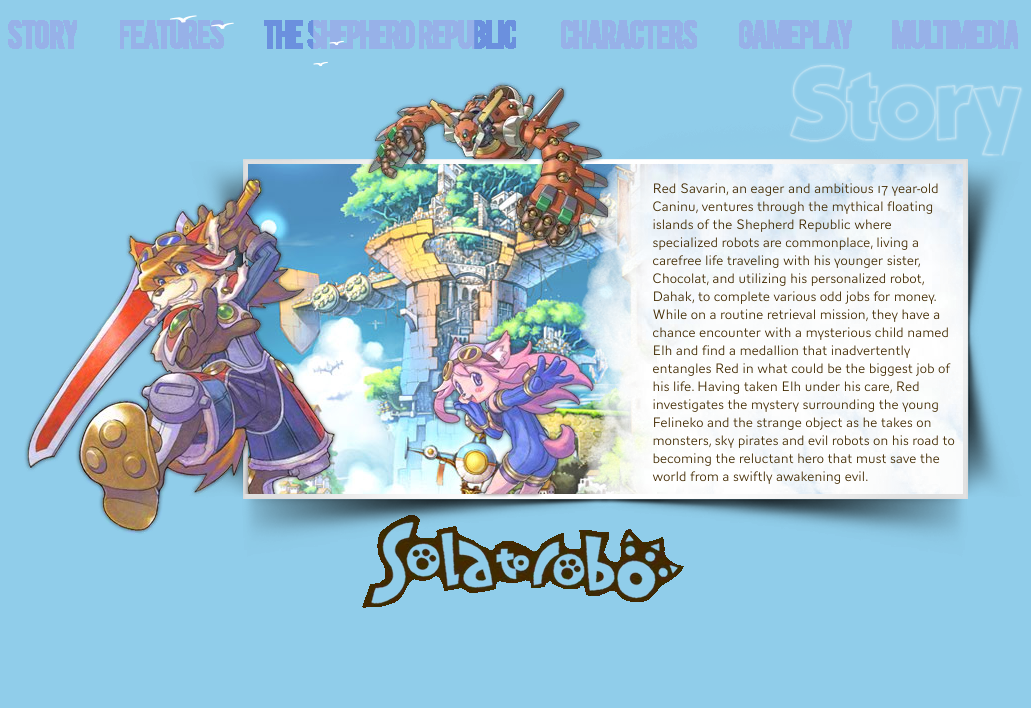 STORY FEATURES THE SHEPHERD REPUBLIC CHARACTERS GAMEPLAY MULTIMEDIA
Story
Red Savarin, an eager and ambitious 17 year-old
Caninu, ventures through the mythical floating
islands of the Shepherd Republic where
specialized robots are commonplace, living a
carefree life traveling with his younger sister,
Chocolat, and utilizing his personalized robot,
Dahak, to complete various odd jobs for money.
While on a routine retrieval mission, they have a
chance encounter with a mysterious child named
Elh and find a medallion that inadvertently
entangles Red in what could be the biggest job of
his life. Having taken Elh under his care, Red
investigates the mystery surrounding the young
Felineko and the strange object as he takes on
monsters, sky pirates and evil robots on his road to
becoming the reluctant hero that must save the
world from a swiftly awakening evil.
Solatorobo